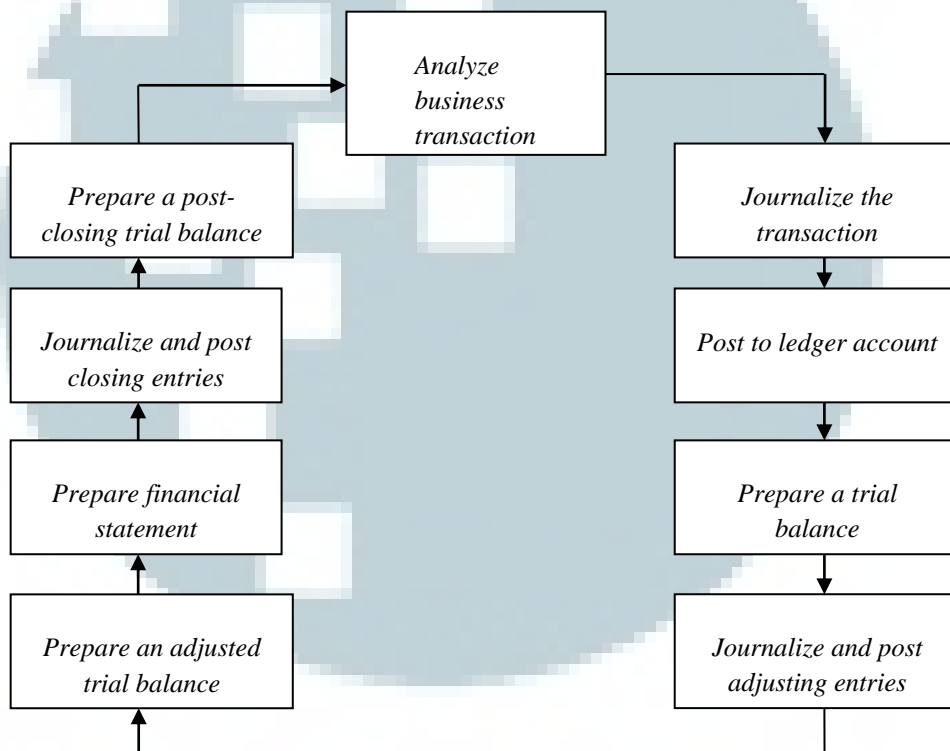 Analyze
business
transaction
Journalize the
transaction
Post to ledger account
Prepare a trial
balance
Journalize and post
adjusting entries
Prepare an adjusted
trial balance
Prepare financial
statement
Journalize and post
closing entries
Prepare a post-
closing trial balance